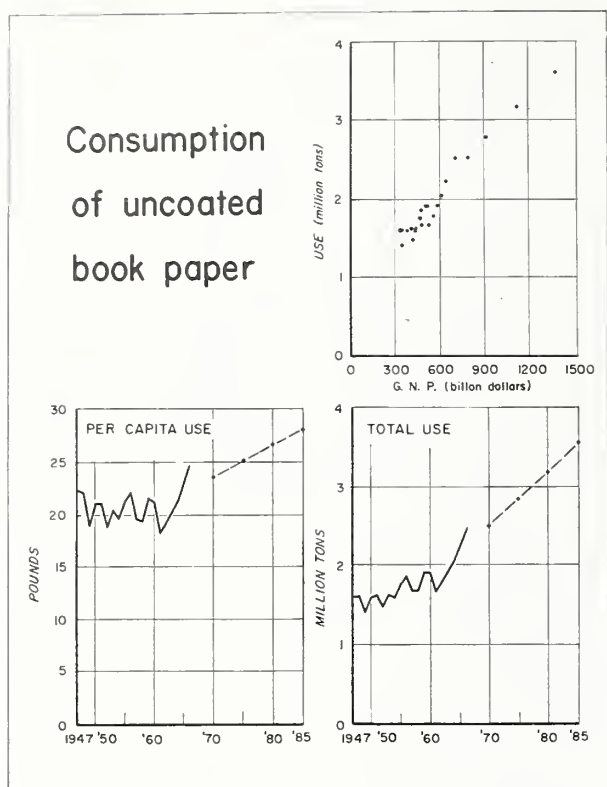 Consumption
of uncoated
book paper
USE (million tons)
4
3
2
1
0
0 300 600 900 1200 1500
G. N. P. (billon dollars)
PER CAPITA USE
POUNDS
30
25
20
15
10
5
0
1947 '50 '60 '70 '80 '85
TOTAL USE
MILLION TONS
4
3
2
1
0
1947 '50 '60 '70 '80 '85